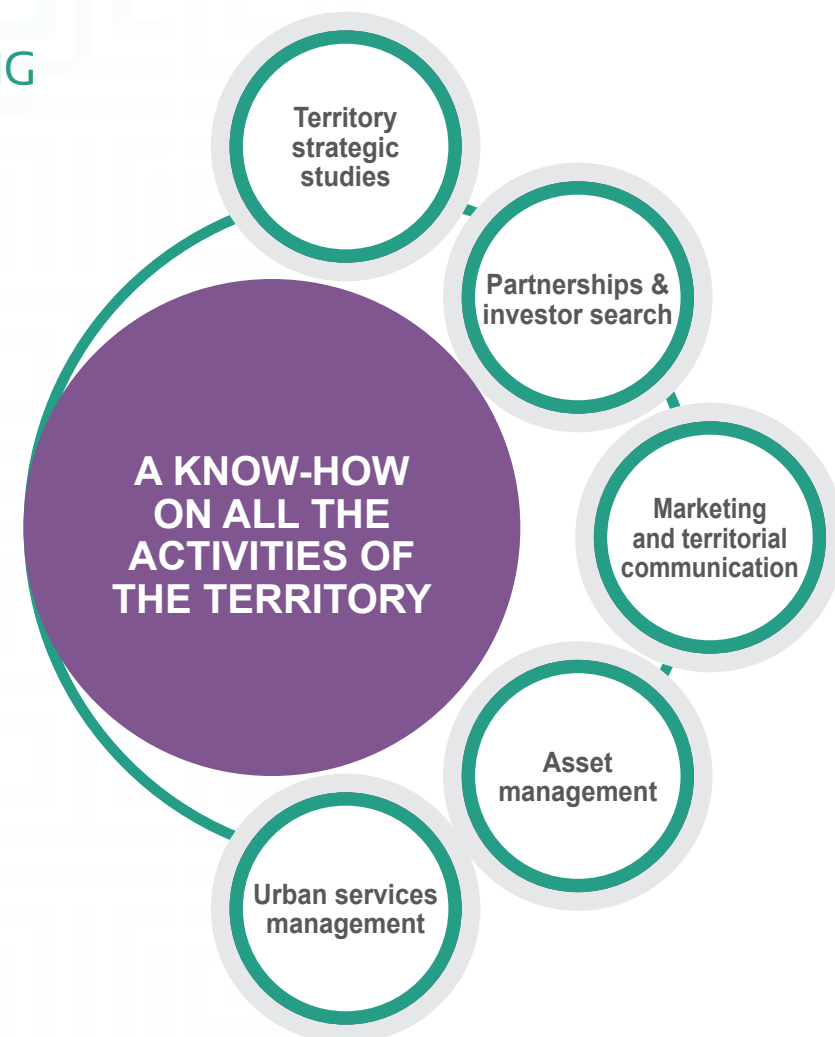 Territory
strategic
studies
Partnerships &
investor search
A KNOW-HOW
ON ALL THE
ACTIVITIES OF
THE TERRITORY
Marketing
and territorial
communication
Asset
management
Urban services
management